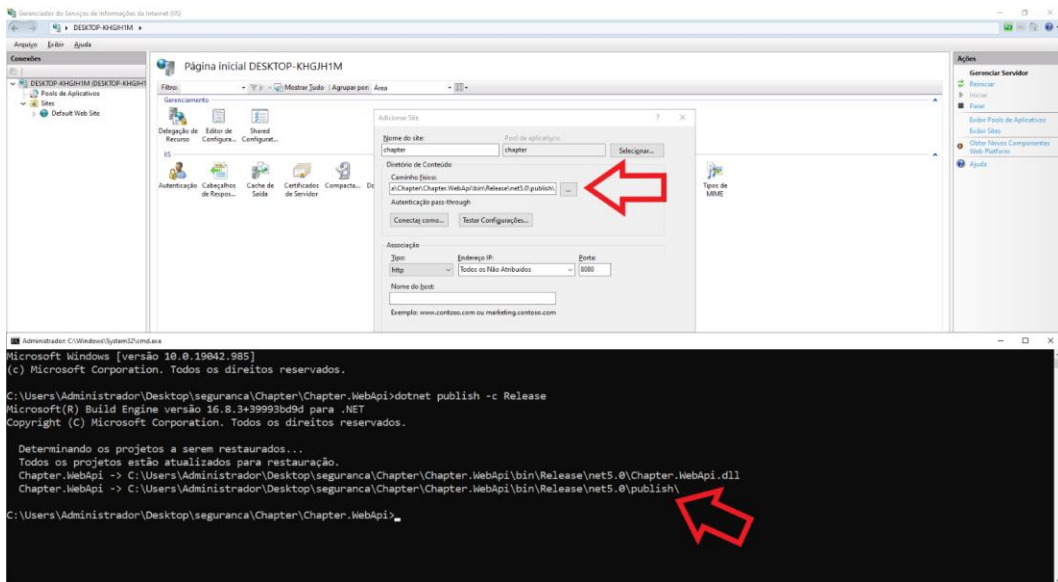 Gerenciador do Serviços de Informações da Internet (IIS)
DESKTOP-KHGJH1M
Arquivo Exibir Ajuda
Conexões
DESKTOP-KHGJH1M (DESKTOP-KHGJH1
Pools de Aplicativos
Sites
Default Web Site
Página inicial DESKTOP-KHGJH1M
Filtro: Mostrar Tudo Agrupar por: Área
Gerenciamento
Delegação de Recurso
Editor de Configura...
Shared Configurat...
IIS
Autenticação
Cabeçalhos de Respos...
Cache de Saída
Certificados de Servidor
Compacta...
Tipos de MIME
Adicionar Site ? X
Nome do site: Pool de aplicativos:
chapter chapter Selecionar...
Diretório de Conteúdo
Caminho físico:
a\Chapter\Chapter.WebApi\bin\Release\net5.0\publish\ ...
Autenticação pass-through
Conectar como... Testar Configurações...
Associação
Tipo: Endereço IP: Porta:
http Todos os Não Atribuídos 8080
Nome do host:
Exemplo: www.contoso.com ou marketing.contoso.com
Ações
Gerenciar Servidor
Reiniciar
Iniciar
Parar
Exibir Pools de Aplicativos
Exibir Sites
Obter Novos Componentes
Web Platform
Ajuda
Administrador: C:\Windows\System32\cmd.exe
Microsoft Windows [versão 10.0.19042.985]
(c) Microsoft Corporation. Todos os direitos reservados.
C:\Users\Administrador\Desktop\seguranca\Chapter\Chapter.WebApi>dotnet publish -c Release
Microsoft(R) Build Engine versão 16.8.3+39993bd9d para .NET
Copyright (C) Microsoft Corporation. Todos os direitos reservados.
Determinando os projetos a serem restaurados...
Todos os projetos estão atualizados para restauração.
Chapter.WebApi -> C:\Users\Administrador\Desktop\seguranca\Chapter\Chapter.WebApi\bin\Release\net5.0\Chapter.WebApi.dll
Chapter.WebApi -> C:\Users\Administrador\Desktop\seguranca\Chapter\Chapter.WebApi\bin\Release\net5.0\publish\
C:\Users\Administrador\Desktop\seguranca\Chapter\Chapter.WebApi>_